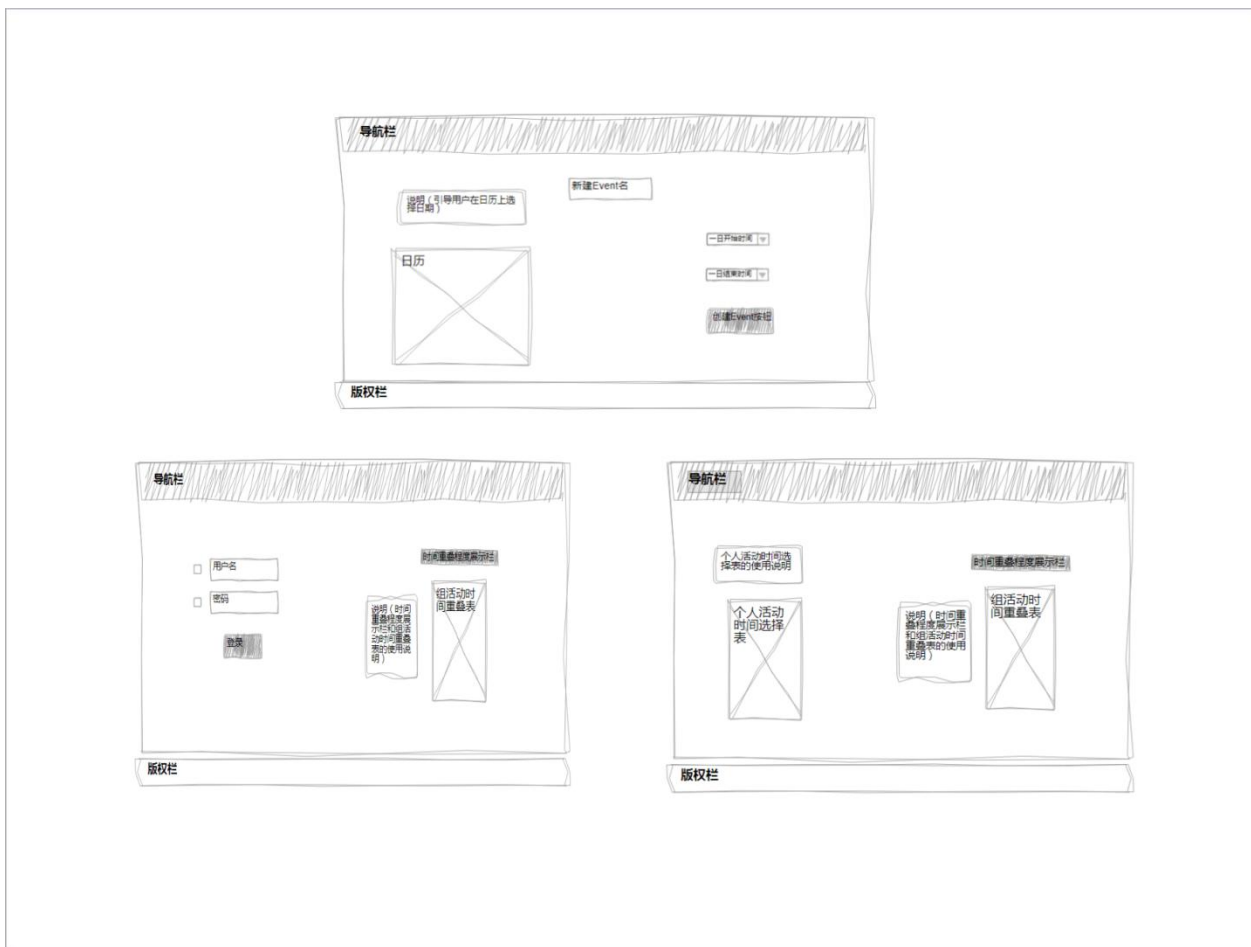 导航栏
新建Event名
说明（引导用户在日历上选
择日期）
一日开始时间
日历
一日结束时间
创建Event按钮
版权栏
导航栏
用户名
密码
登录
时间重叠程度展示栏
组活动时
间重叠表
说明（时间
重叠程度展
示栏和组活
动时间重叠
表的使用说
明）
版权栏
导航栏
个人活动时间选
择表的使用说明
个人活动
时间选择
表
时间重叠程度展示栏
组活动时
间重叠表
说明（时间重
叠程度展示栏
和组活动时间
重叠表的使用
说明）
版权栏